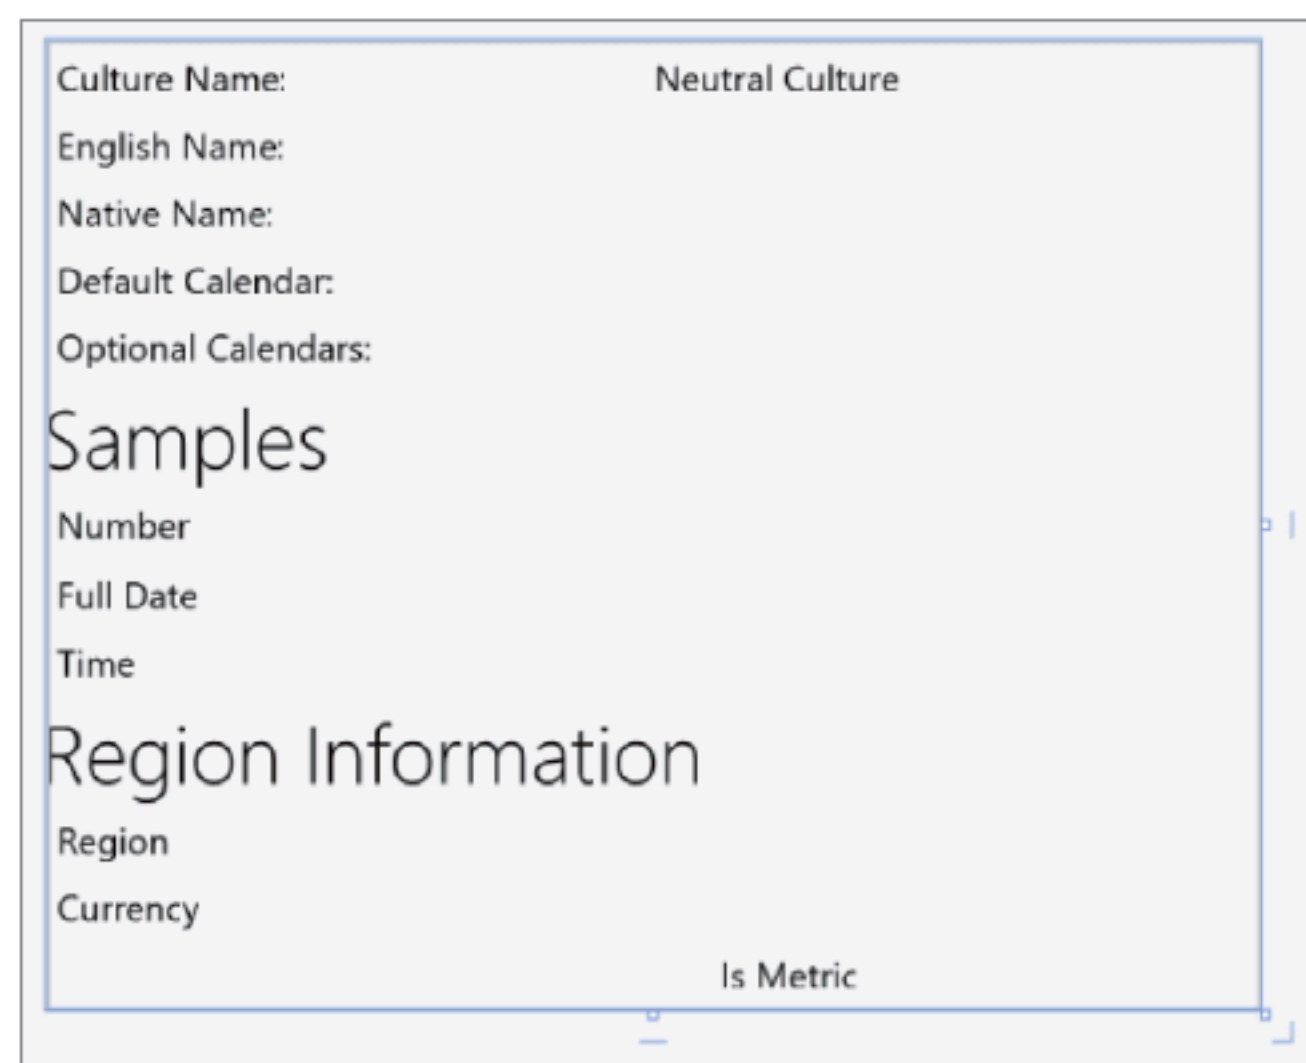 Culture Name: Neutral Culture
English Name:
Native Name:
Default Calendar:
Optional Calendars:
Samples
Number
Full Date
Time
Region Information
Region
Currency
Is Metric